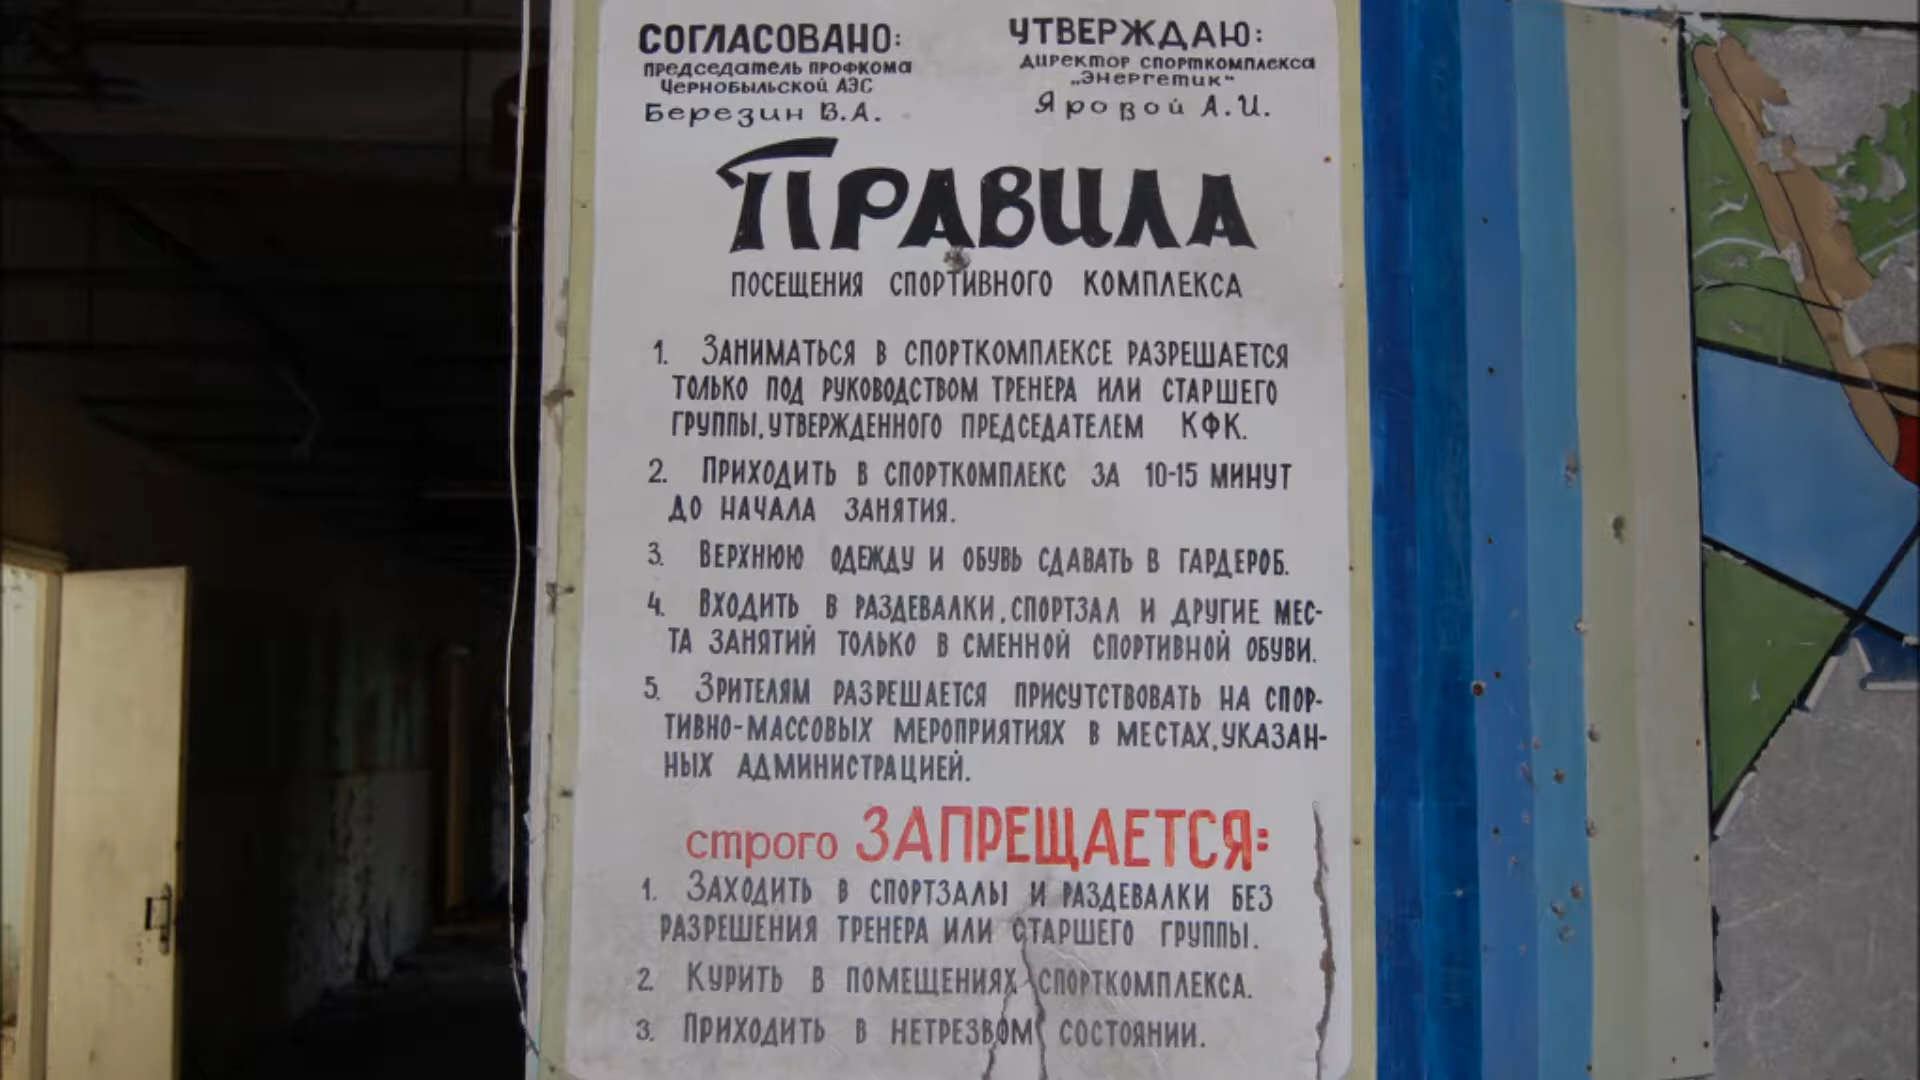 СОГЛАСОВАНО:
председатель профкома
Чернобыльской АЭС
Березин В.А.
УТВЕРЖДАЮ:
директор спорткомплекса
„Энергетик"
Яровой А.И.
ПРАВИЛА
ПОСЕЩЕНИЯ СПОРТИВНОГО КОМПЛЕКСА
1. ЗАНИМАТЬСЯ В СПОРТКОМПЛЕКСЕ РАЗРЕШАЕТСЯ
ТОЛЬКО ПОД РУКОВОДСТВОМ ТРЕНЕРА ИЛИ СТАРШЕГО
ГРУППЫ, УТВЕРЖДЕННОГО ПРЕДСЕДАТЕЛЕМ КФК.
2. ПРИХОДИТЬ В СПОРТКОМПЛЕКС ЗА 10-15 МИНУТ
ДО НАЧАЛА ЗАНЯТИЯ.
3. ВЕРХНЮЮ ОДЕЖДУ И ОБУВЬ СДАВАТЬ В ГАРДЕРОБ.
4. ВХОДИТЬ В РАЗДЕВАЛКИ, СПОРТЗАЛ И ДРУГИЕ МЕС-
ТА ЗАНЯТИЙ ТОЛЬКО В СМЕННОЙ СПОРТИВНОЙ ОБУВИ.
5. ЗРИТЕЛЯМ РАЗРЕШАЕТСЯ ПРИСУТСТВОВАТЬ НА СПОР-
ТИВНО-МАССОВЫХ МЕРОПРИЯТИЯХ В МЕСТАХ, УКАЗАН-
НЫХ АДМИНИСТРАЦИЕЙ.
строго ЗАПРЕЩАЕТСЯ:
1. ЗАХОДИТЬ В СПОРТЗАЛЫ И РАЗДЕВАЛКИ БЕЗ
РАЗРЕШЕНИЯ ТРЕНЕРА ИЛИ СТАРШЕГО ГРУППЫ.
2. КУРИТЬ В ПОМЕЩЕНИЯХ СПОРТКОМПЛЕКСА.
3. ПРИХОДИТЬ В НЕТРЕЗВОМ СОСТОЯНИИ.